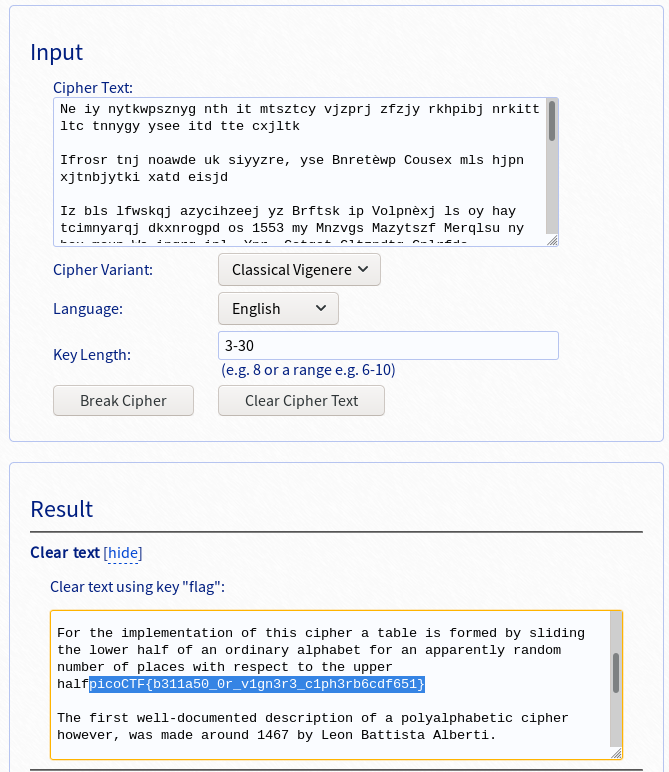 Input
Cipher Text:
Ne iy nytkwpsznyg nth it mtsztcy vjzprj zfzjy rkhpibj nrkitt
ltc tnnygy ysee itd tte cxjltk
Ifrosr tnj noawde uk siyyzre, yse Bnretèwp Cousex mls hjpn
xjtnbjytki xatd eisjd
Iz bls lfwskqj azycihzeej yz Brftsk ip Volpnèxj ls oy hay
tcimnyarqj dkxnrogpd os 1553 my Mnzvgs Mazytszf Merqlsu ny
Cipher Variant:
Classical Vigenere
Language:
English
Key Length:
3-30
(e.g. 8 or a range e.g. 6-10)
Break Cipher
Clear Cipher Text
Result
Clear text [hide]
Clear text using key "flag":
For the implementation of this cipher a table is formed by sliding
the lower half of an ordinary alphabet for an apparently random
number of places with respect to the upper
halfpicoCTF{b311a50_0r_v1gn3r3_c1ph3rb6cdf651}
The first well-documented description of a polyalphabetic cipher
however, was made around 1467 by Leon Battista Alberti.